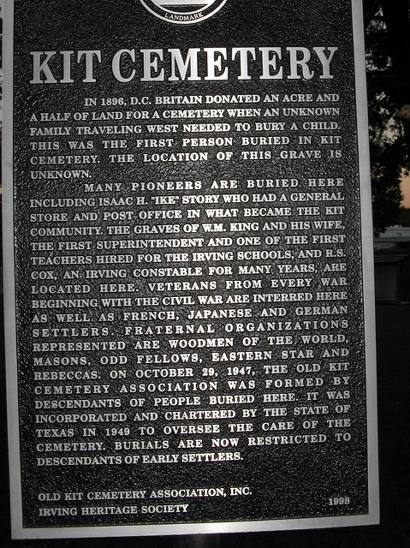 LANDMARK
KIT CEMETERY
IN 1896, D.C. BRITAIN DONATED AN ACRE AND
A HALF OF LAND FOR A CEMETERY WHEN AN UNKNOWN
FAMILY TRAVELING WEST NEEDED TO BURY A CHILD.
THIS WAS THE FIRST PERSON BURIED IN KIT
CEMETERY. THE LOCATION OF THIS GRAVE IS
UNKNOWN.
MANY PIONEERS ARE BURIED HERE
INCLUDING ISAAC H. "IKE" STORY WHO HAD A GENERAL
STORE AND POST OFFICE IN WHAT BECAME THE KIT
COMMUNITY. THE GRAVES OF W.M. KING AND HIS WIFE,
THE FIRST SUPERINTENDENT AND ONE OF THE FIRST
TEACHERS HIRED FOR THE IRVING SCHOOLS, AND R.S.
COX, AN IRVING CONSTABLE FOR MANY YEARS, ARE
LOCATED HERE. VETERANS FROM EVERY WAR
BEGINNING WITH THE CIVIL WAR ARE INTERRED HERE
AS WELL AS FRENCH, JAPANESE AND GERMAN
SETTLERS. FRATERNAL ORGANIZATIONS
REPRESENTED ARE WOODMEN OF THE WORLD,
MASONS, ODD FELLOWS, EASTERN STAR AND
REBECCAS. ON OCTOBER 29, 1947, THE OLD KIT
CEMETERY ASSOCIATION WAS FORMED BY
DESCENDANTS OF PEOPLE BURIED HERE. IT WAS
INCORPORATED AND CHARTERED BY THE STATE OF
TEXAS IN 1949 TO OVERSEE THE CARE OF THE
CEMETERY. BURIALS ARE NOW RESTRICTED TO
DESCENDANTS OF EARLY SETTLERS.
OLD KIT CEMETERY ASSOCIATION, INC.
IRVING HERITAGE SOCIETY 1998